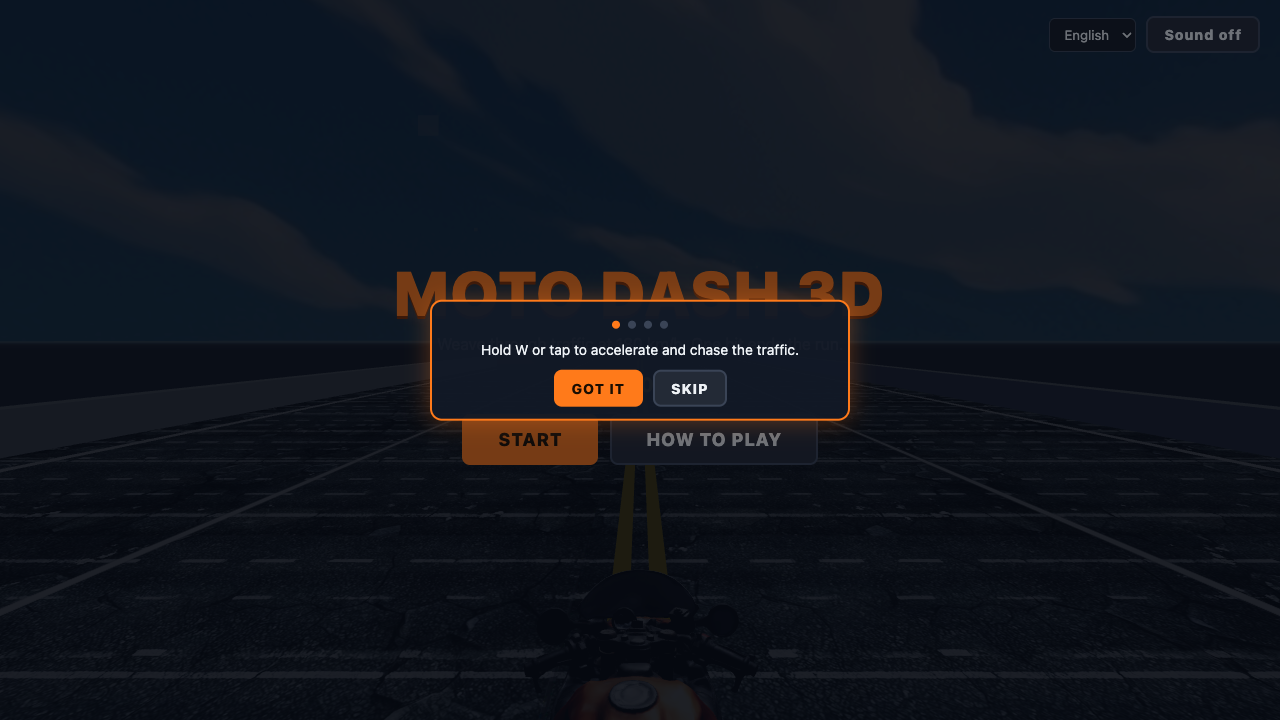 English
Sound off
MOTO DASH 3D
Hold W or tap to accelerate and chase the traffic.
GOT IT
SKIP
START
HOW TO PLAY